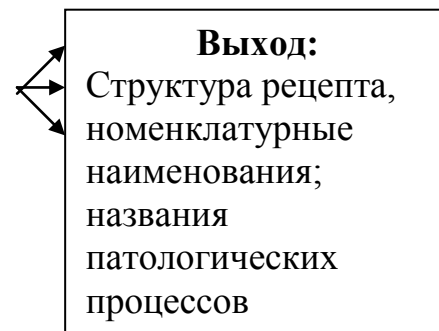 Выход:
Структура рецепта,
номенклатурные
наименования;
названия
патологических
процессов